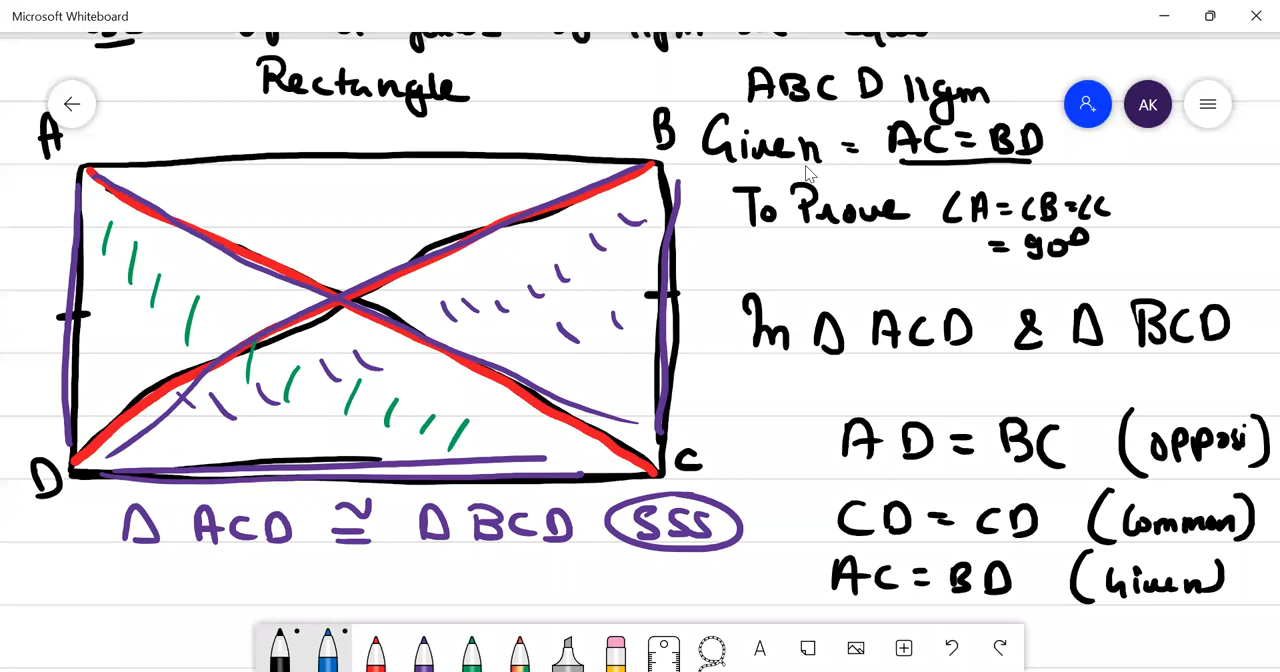 Microsoft Whiteboard
Rectangle
ABCD ||gm
AK
A
B
Given = AC = BD
To Prove ∠A = ∠B = ∠C
= 90°
In Δ ACD & Δ BCD
AD = BC (opposi)
D
C
CD = CD (Common)
Δ ACD ≅ Δ BCD SSS
AC = BD (Given)
A